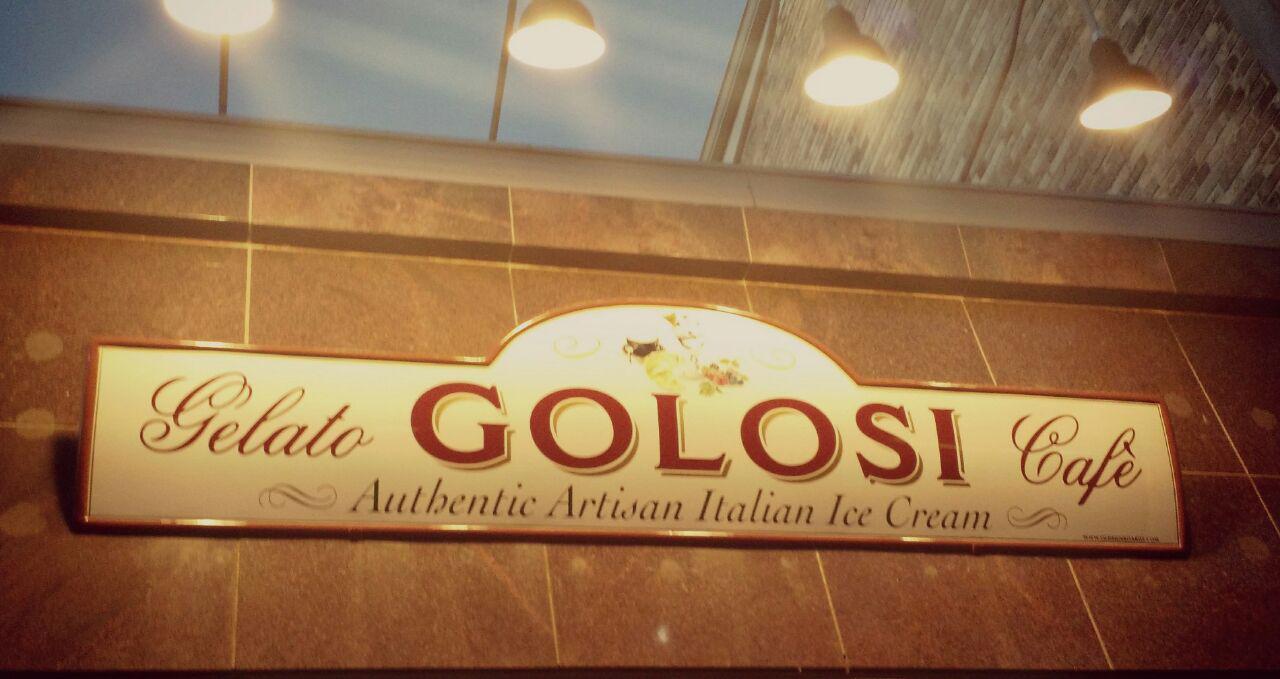 Gelato GOLOSI Cafè
Authentic Artisan Italian Ice Cream